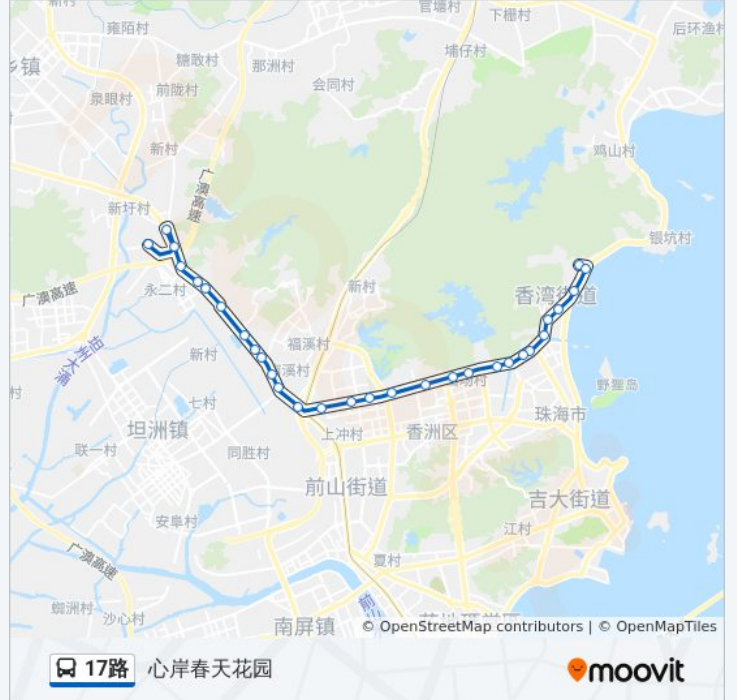 官塘村
下栅村
雍陌村
后环渔村
埔仔村
乡镇
那洲村
会同村
前陇村
泉眼村
新村
鸡山村
广澳高速
新圩村
银坑村
广澳高速
永二村
新村
香湾街道
福溪村
新村
坦洲大涌
溪村
野狸岛
七村
珠海市
坦洲镇
上冲村
香洲区
联一村
同胜村
前山街道
吉大街道
安阜村
江村
广澳高速
夏村
蜘洲村
沙心村
前山
南屏镇
© OpenStreetMap contributors | © OpenMapTiles
17路 心岸春天花园
moovit